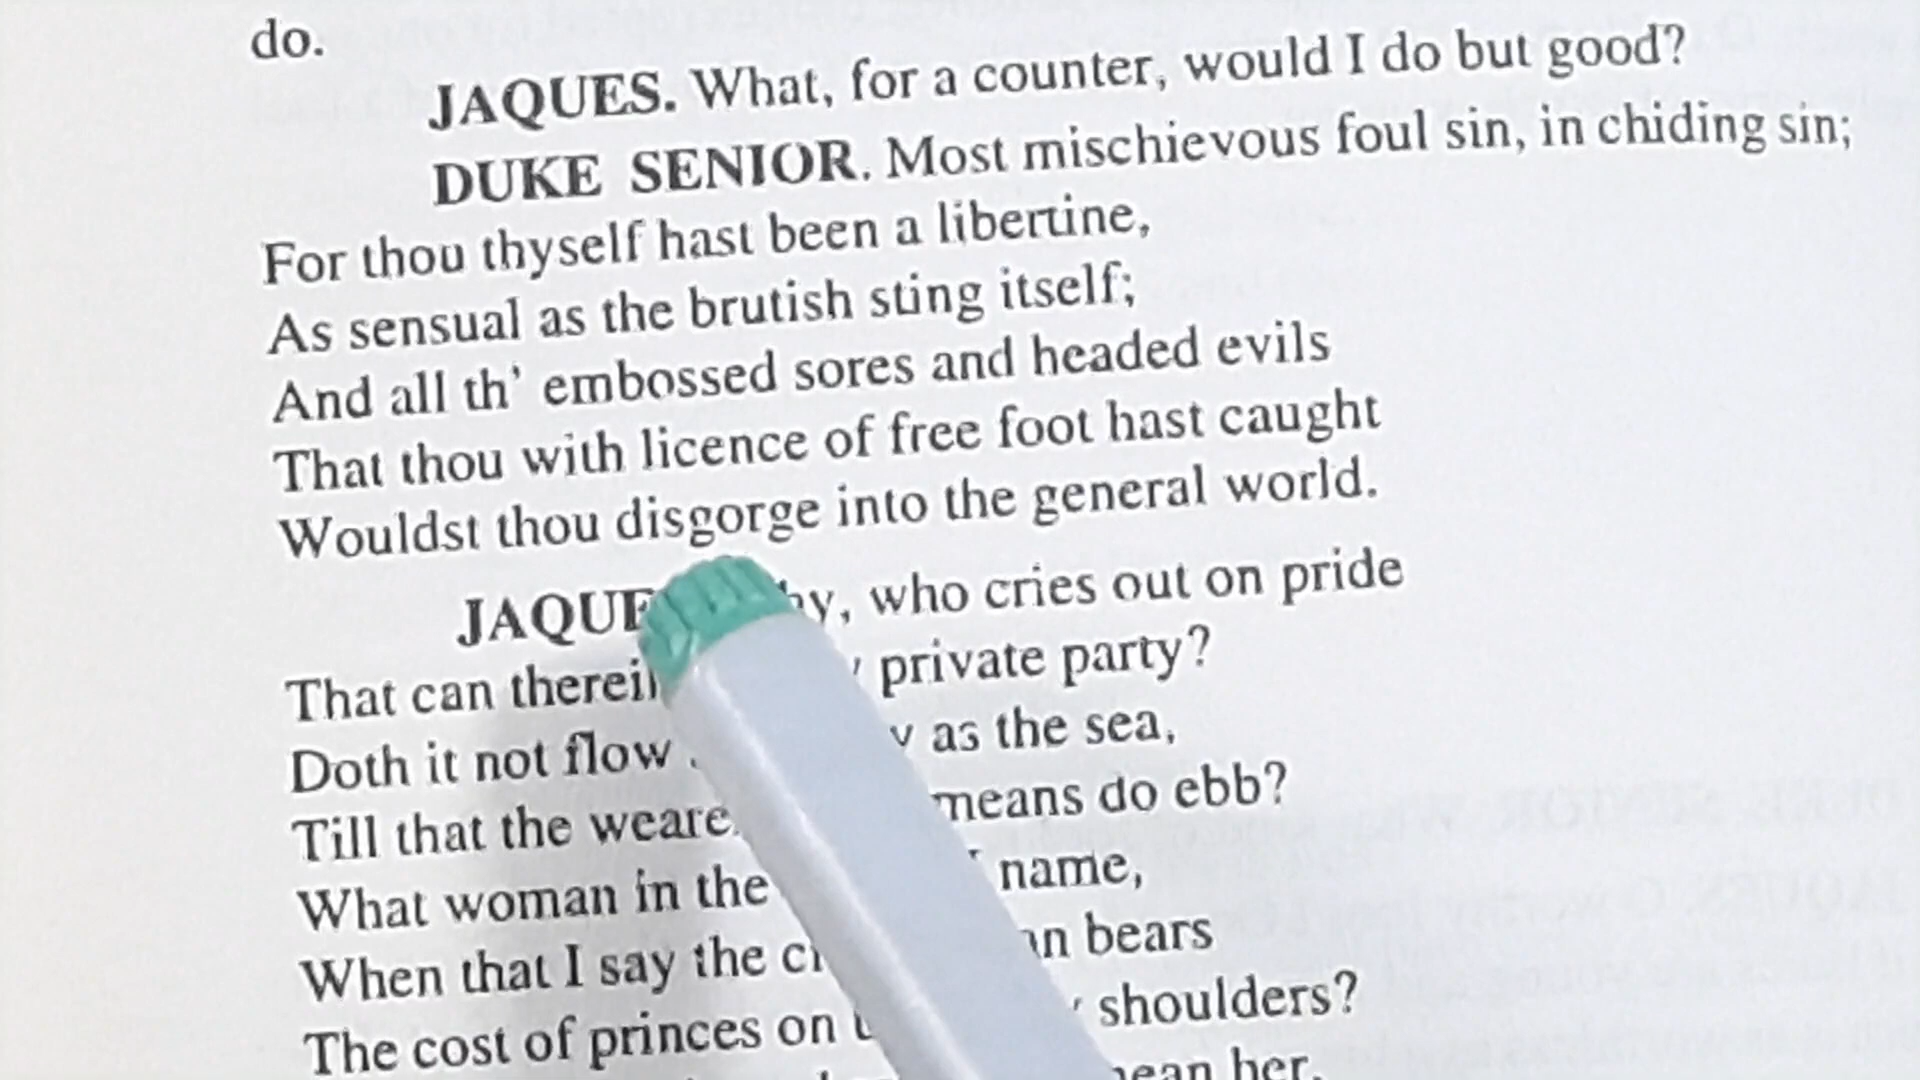 do.
JAQUES. What, for a counter, would I do but good?
DUKE SENIOR. Most mischievous foul sin, in chiding sin;
For thou thyself hast been a libertine,
As sensual as the brutish sting itself;
And all th' embossed sores and headed evils
That thou with licence of free foot hast caught
Wouldst thou disgorge into the general world.
who cries out on pride
That can private party?
Doth it not flow as the sea,
Till that the means do ebb?
What woman in the name,
When that I say the bears
The cost of princes on shoulders?
her,